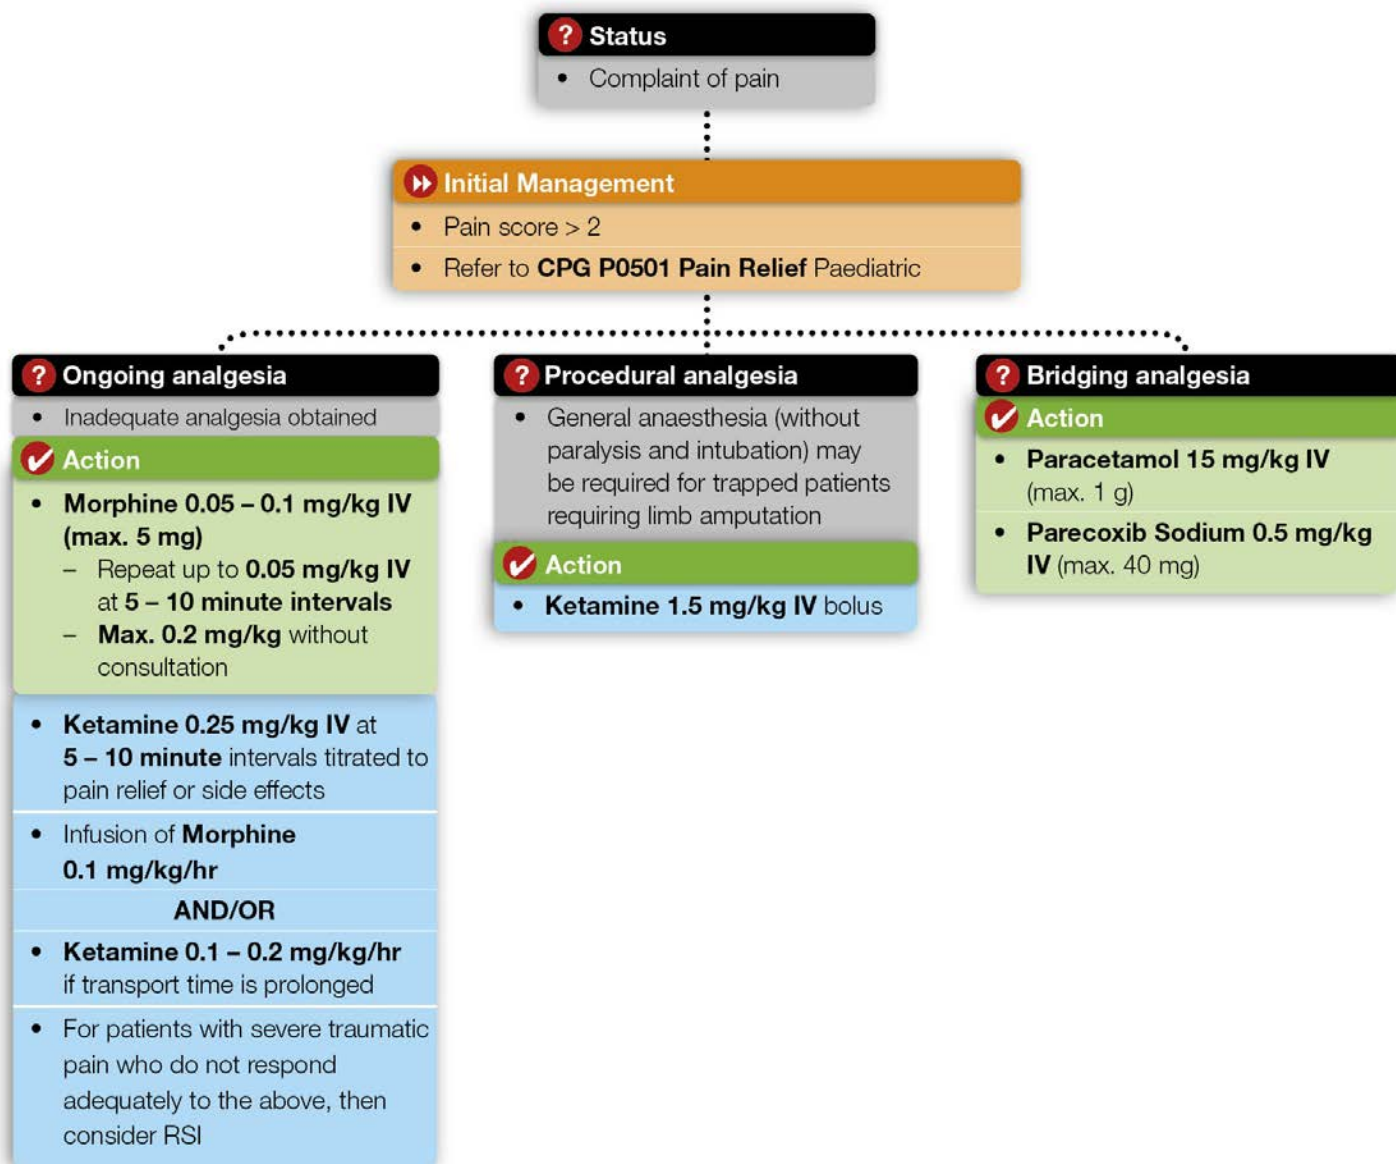 Status
• Complaint of pain
Initial Management
• Pain score > 2
• Refer to CPG P0501 Pain Relief Paediatric
? Ongoing analgesia
• Inadequate analgesia obtained
Action
• Morphine 0.05 – 0.1 mg/kg IV
(max. 5 mg)
– Repeat up to 0.05 mg/kg IV
at 5 – 10 minute intervals
– Max. 0.2 mg/kg without
consultation
• Ketamine 0.25 mg/kg IV at
5 – 10 minute intervals titrated to
pain relief or side effects
• Infusion of Morphine
0.1 mg/kg/hr
AND/OR
• Ketamine 0.1 – 0.2 mg/kg/hr
if transport time is prolonged
• For patients with severe traumatic
pain who do not respond
adequately to the above, then
consider RSI
? Procedural analgesia
• General anaesthesia (without
paralysis and intubation) may
be required for trapped patients
requiring limb amputation
Action
• Ketamine 1.5 mg/kg IV bolus
? Bridging analgesia
Action
• Paracetamol 15 mg/kg IV
(max. 1 g)
• Parecoxib Sodium 0.5 mg/kg
IV (max. 40 mg)